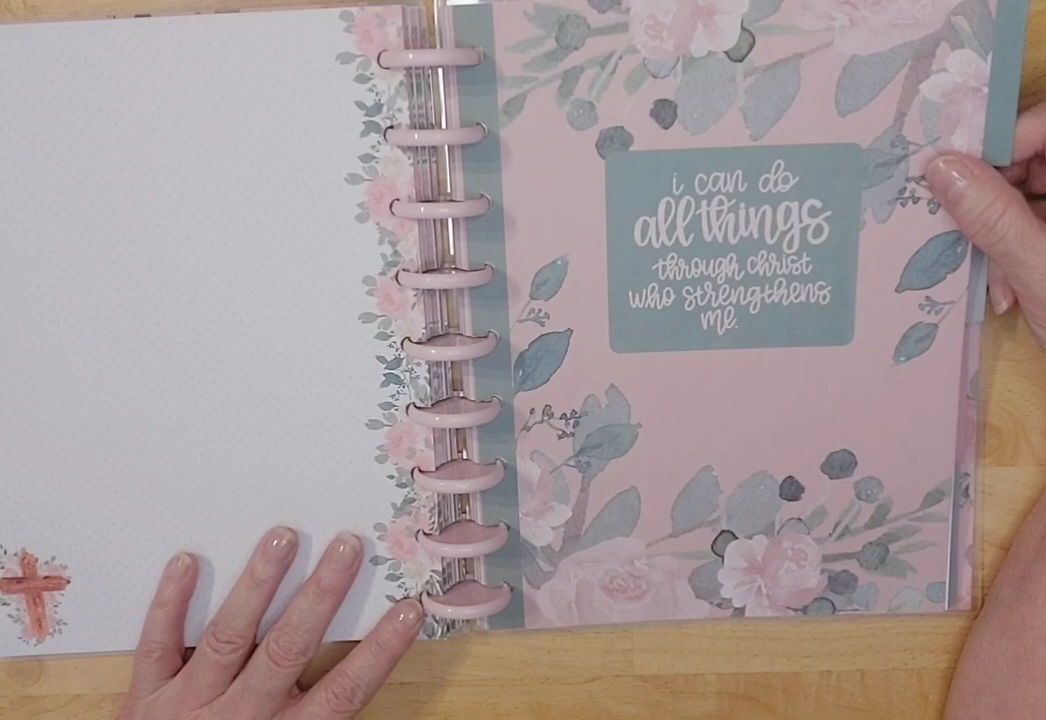 i can do
all things
through christ
who strengthens
me.